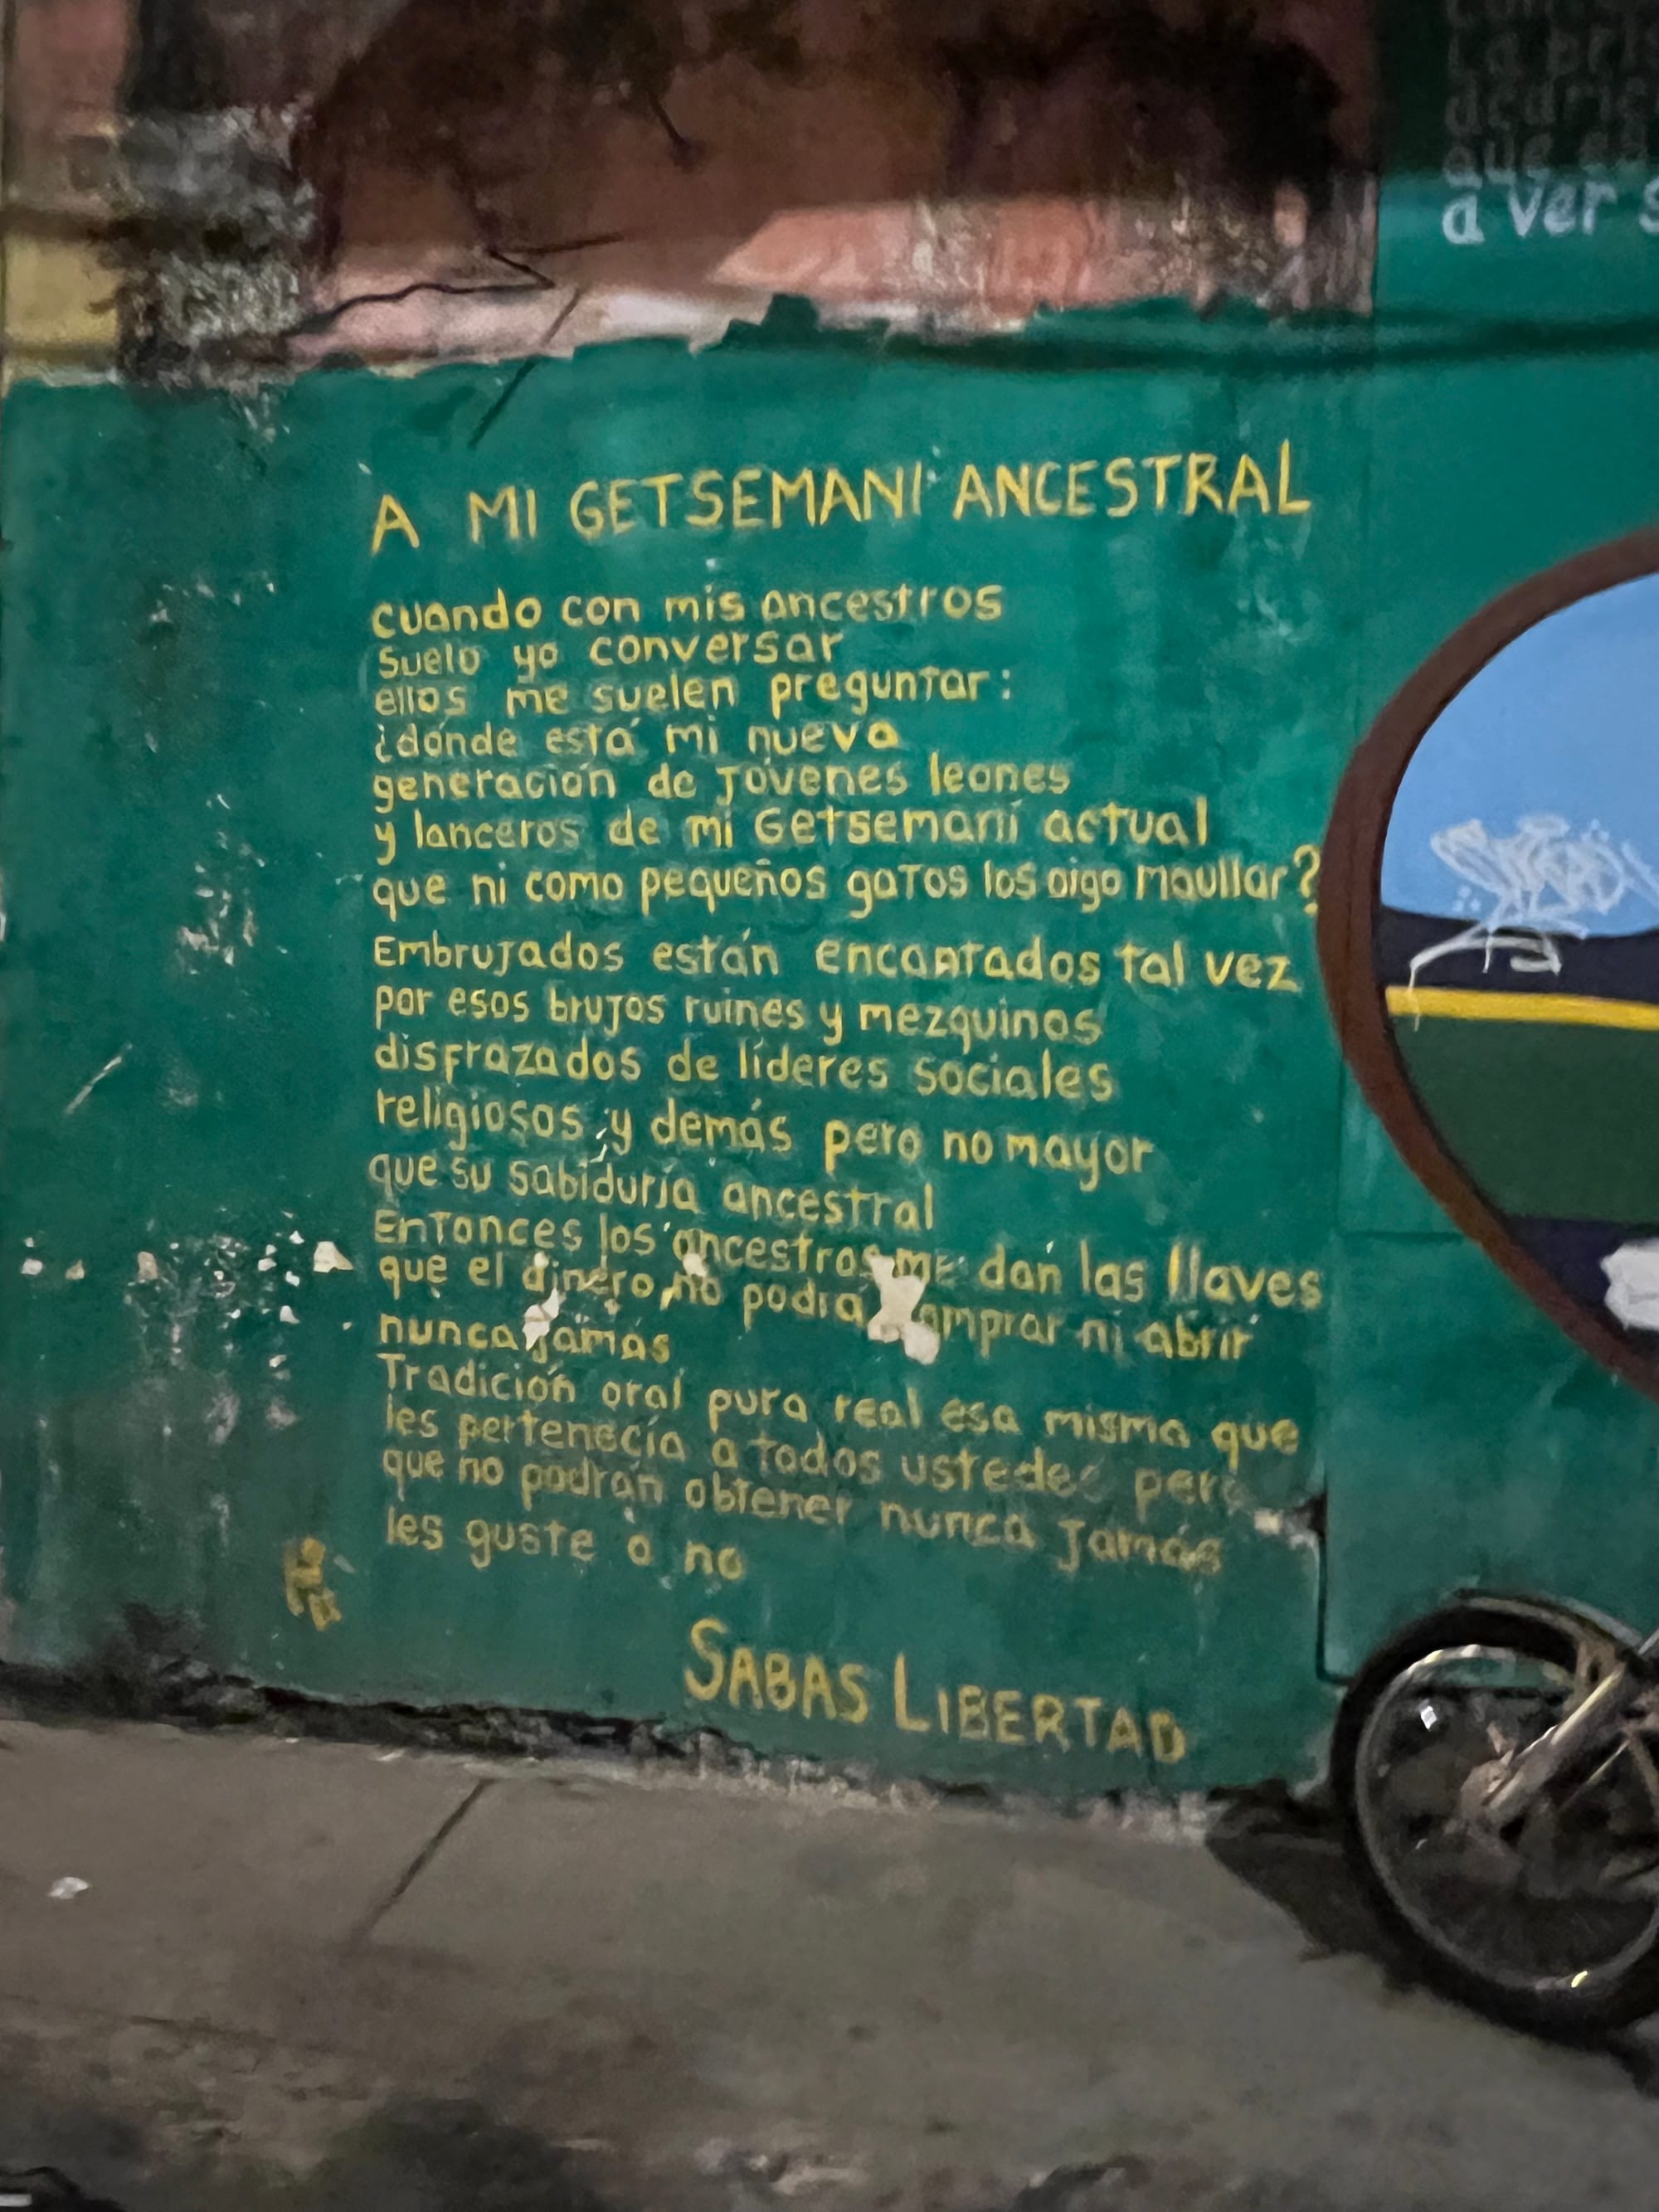 A MI GETSEMANI ANCESTRAL
cuando con mis ancestros
Suelo yo conversar
ellos me suelen preguntar:
¿dónde está mi nueva
generación de jóvenes leones
y lanceros de mi Getsemaní actual
que ni como pequeños gatos los oigo maullar?
Embrujados están encantados tal vez
por esos brujos ruines y mezquinos
disfrazados de líderes sociales
religiosos y demás pero no mayor
que su sabiduría ancestral
Entonces los ancestros me dan las llaves
que el dinero no podrá comprar ni abrir
nunca jamás
Tradición oral pura real esa misma que
les pertenecía a todos ustedes pero
que no podrán obtener nunca jamás
les guste o no
SABAS LIBERTAD
a ver